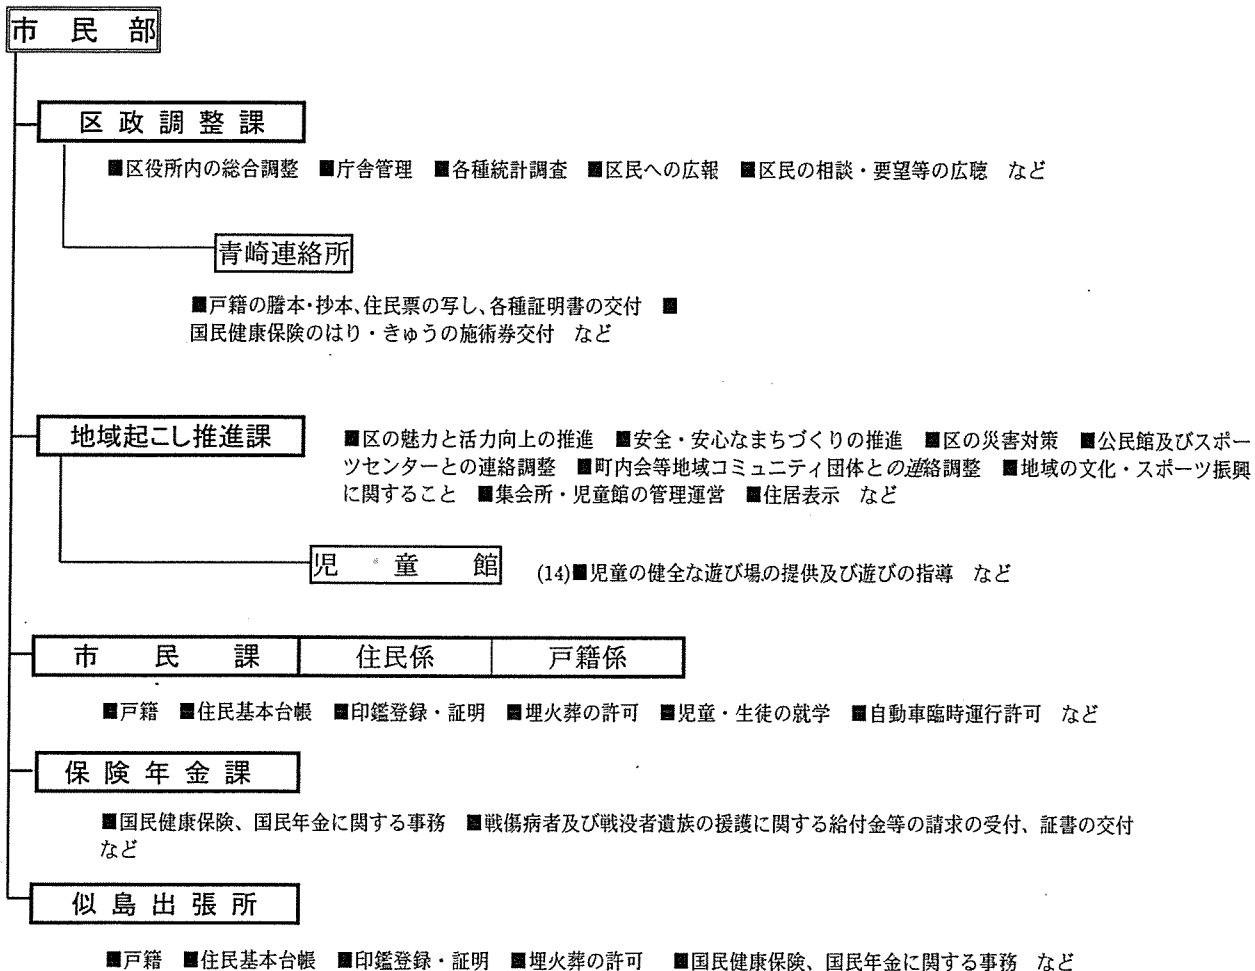 市　民　部
区政調整課
■区役所内の総合調整　■庁舎管理　■各種統計調査　■区民への広報　■区民の相談・要望等の広聴　など
青崎連絡所
■戸籍の謄本・抄本、住民票の写し、各種証明書の交付　■
国民健康保険のはり・きゅうの施術券交付　など
地域起こし推進課
■区の魅力と活力向上の推進　■安全・安心なまちづくりの推進　■区の災害対策　■公民館及びスポー
ツセンターとの連絡調整　■町内会等地域コミュニティ団体との連絡調整　■地域の文化・スポーツ振興
に関すること　■集会所・児童館の管理運営　■住居表示　など
児　童　館
(14)■児童の健全な遊び場の提供及び遊びの指導　など
市　民　課　住民係　戸籍係
■戸籍　■住民基本台帳　■印鑑登録・証明　■埋火葬の許可　■児童・生徒の就学　■自動車臨時運行許可　など
保険年金課
■国民健康保険、国民年金に関する事務　■戦傷病者及び戦没者遺族の援護に関する給付金等の請求の受付、証書の交付
など
似島出張所
■戸籍　■住民基本台帳　■印鑑登録・証明　■埋火葬の許可　■国民健康保険、国民年金に関する事務　など